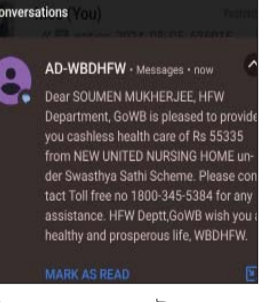 onversations
(You)
AD-WBDHFW • Messages • now
Dear SOUMEN MUKHERJEE, HFW
Department, GoWB is pleased to provide
you cashless health care of Rs 55335
from NEW UNITED NURSING HOME un-
der Swasthya Sathi Scheme. Please con
tact Toll free no 1800-345-5384 for any
assistance. HFW Deptt,GoWB wish you a
healthy and prosperous life, WBDHFW.
MARK AS READ